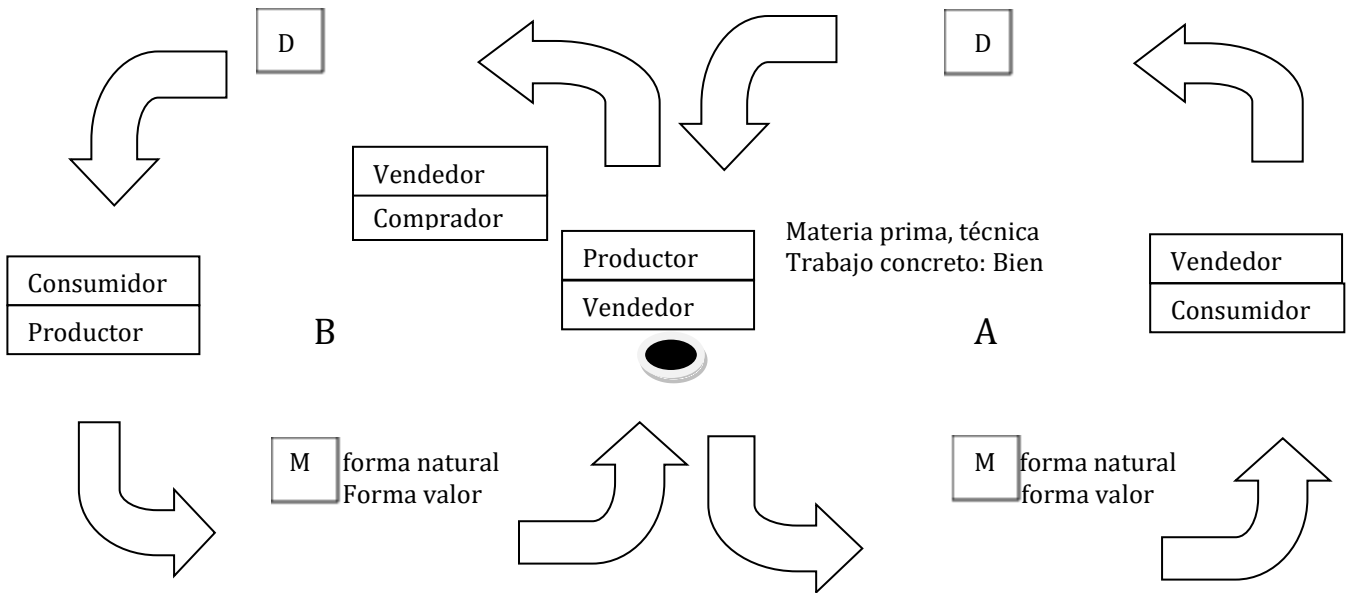 D
D
Vendedor
Comprador
Materia prima, técnica
Trabajo concreto: Bien
Productor
Vendedor
Vendedor
Consumidor
Consumidor
Productor
B
A
M forma natural
Forma valor
M forma natural
forma valor